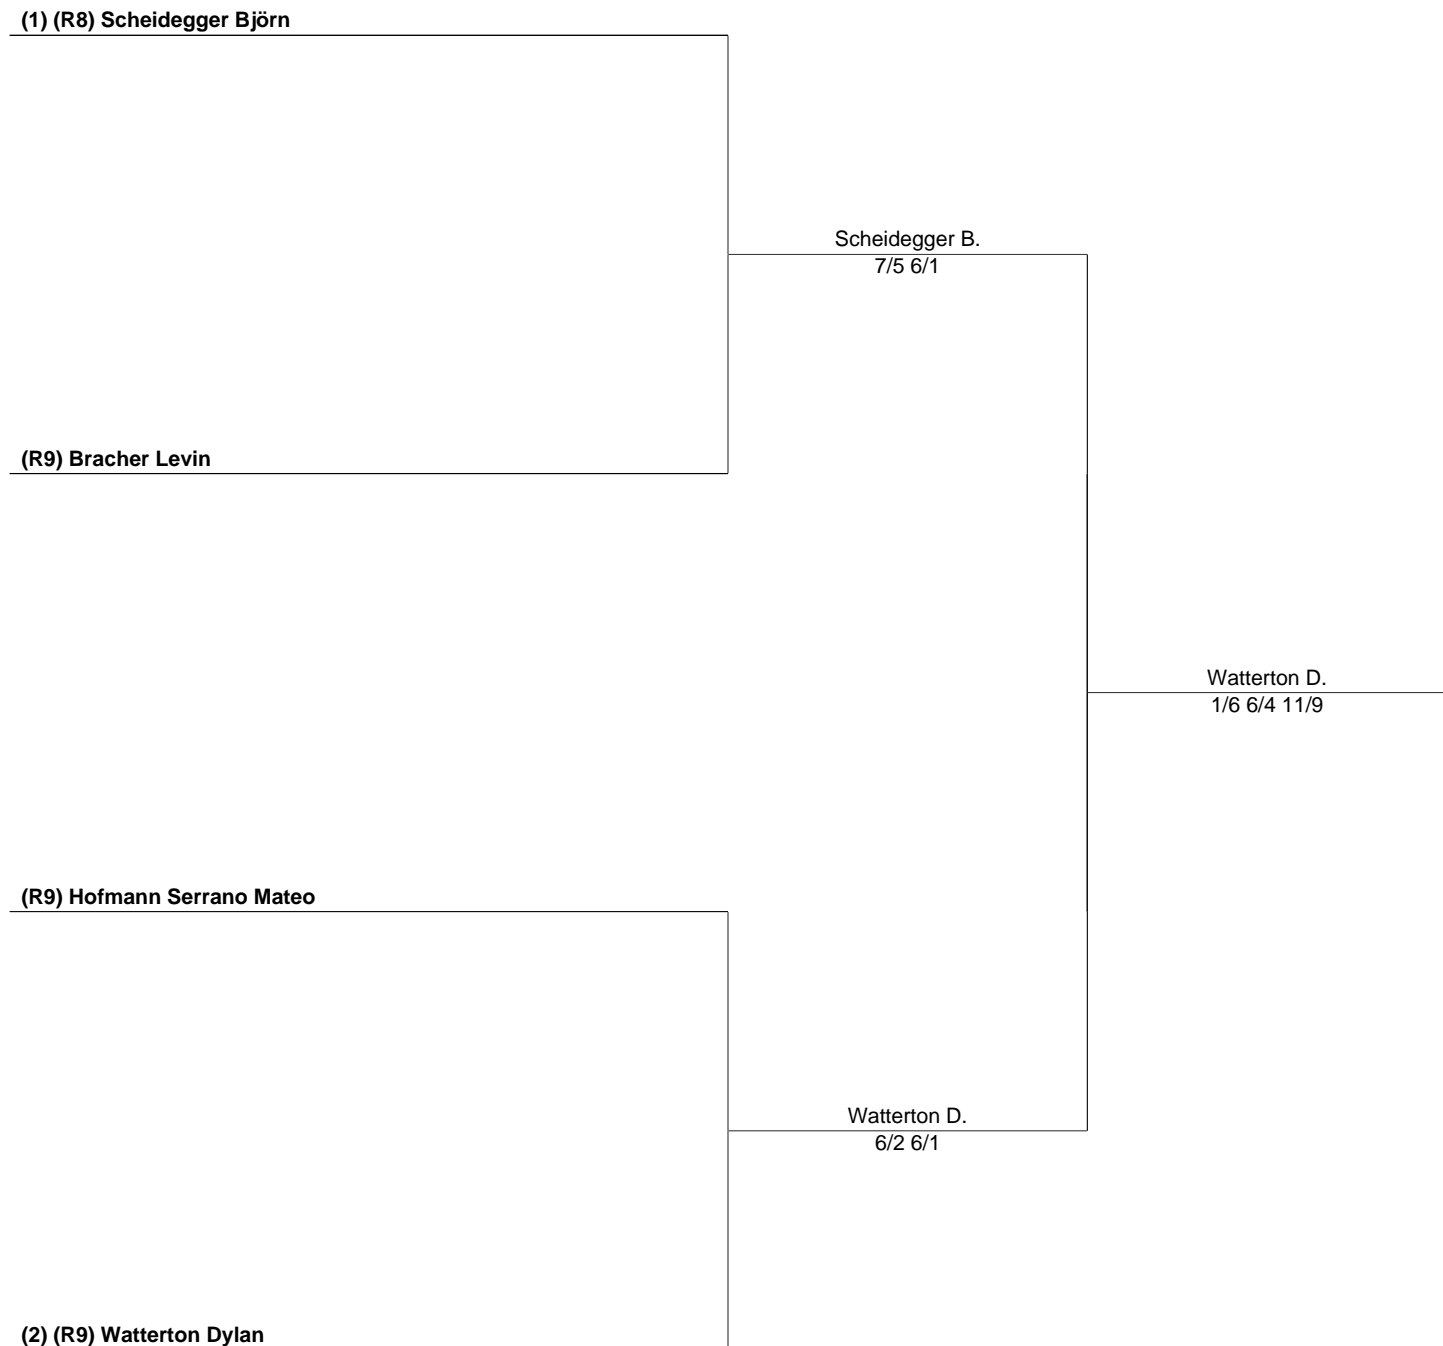 (1) (R8) Scheidegger Björn
Scheidegger B.
7/5 6/1
(R9) Bracher Levin
Watterton D.
1/6 6/4 11/9
(R9) Hofmann Serrano Mateo
Watterton D.
6/2 6/1
(2) (R9) Watterton Dylan